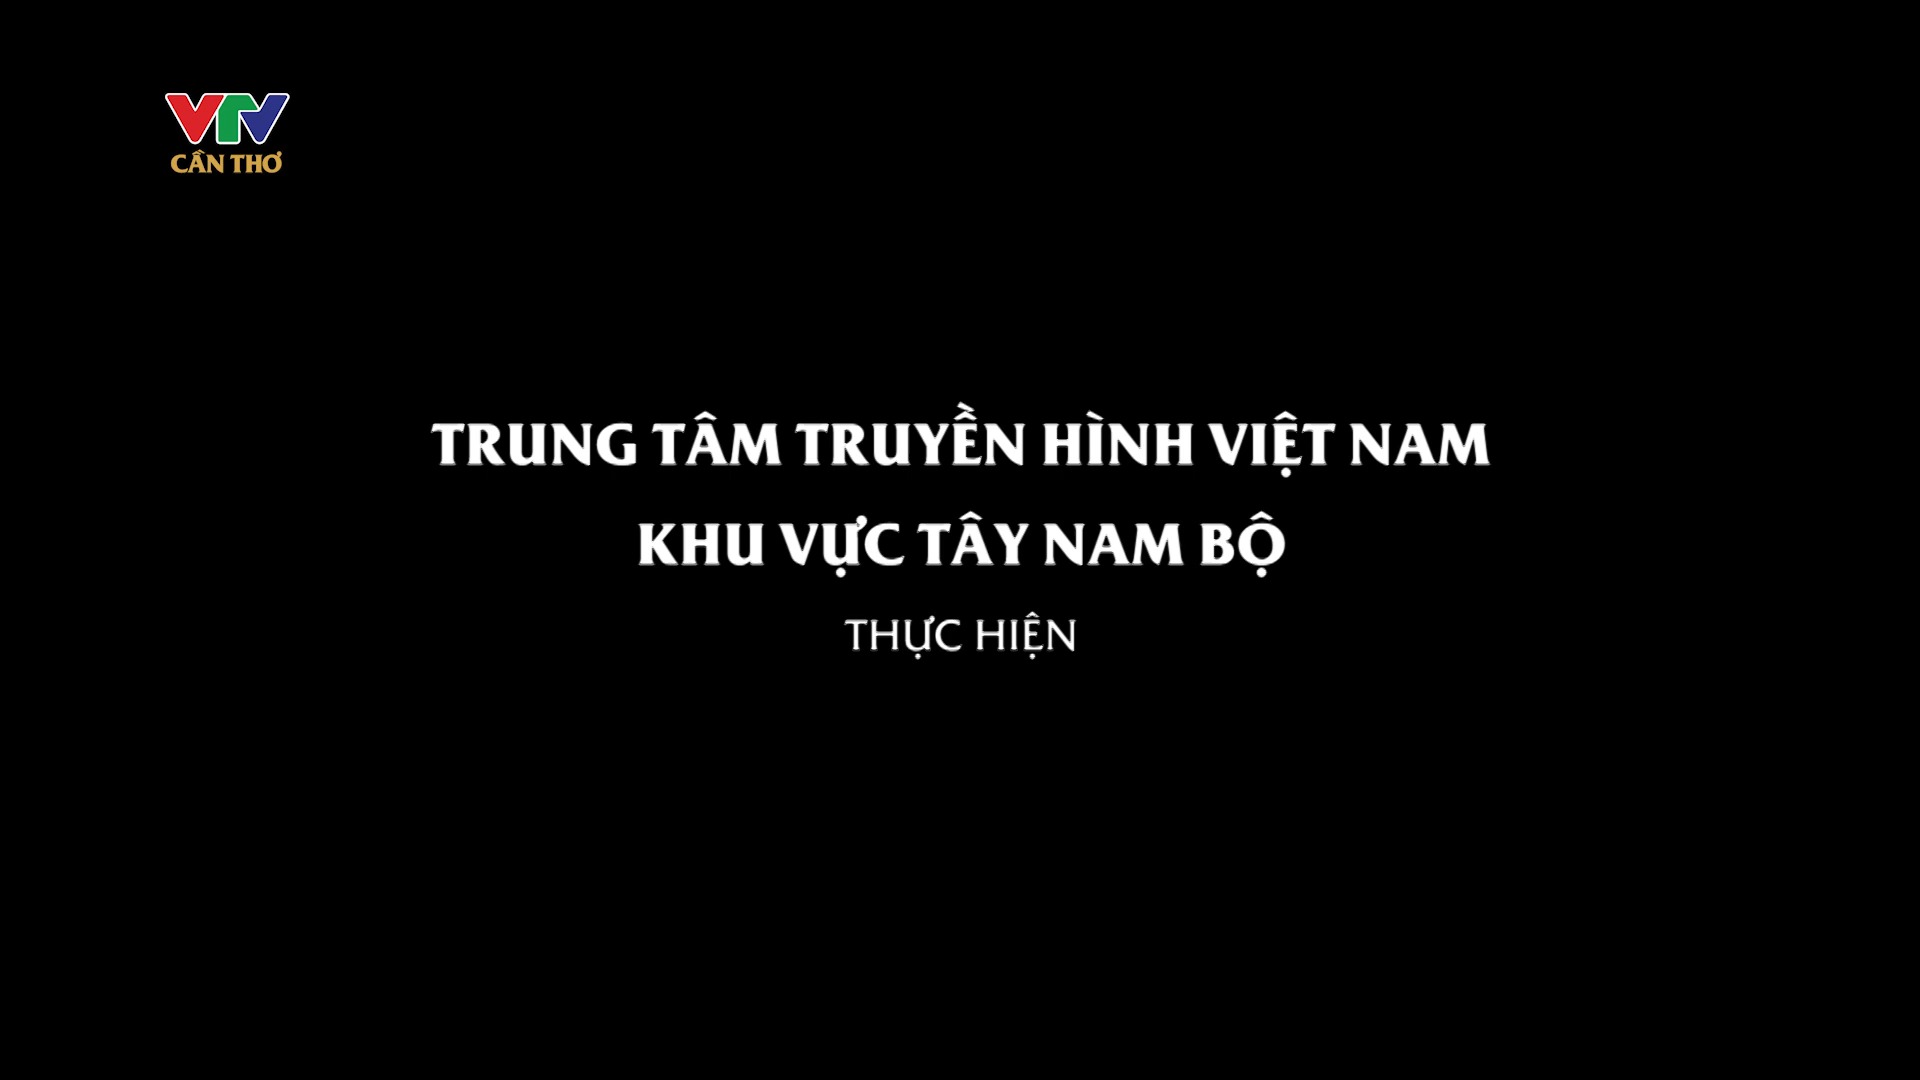 VTV
CẦN THƠ
TRUNG TÂM TRUYỀN HÌNH VIỆT NAM
KHU VỰC TÂY NAM BỘ
THỰC HIỆN